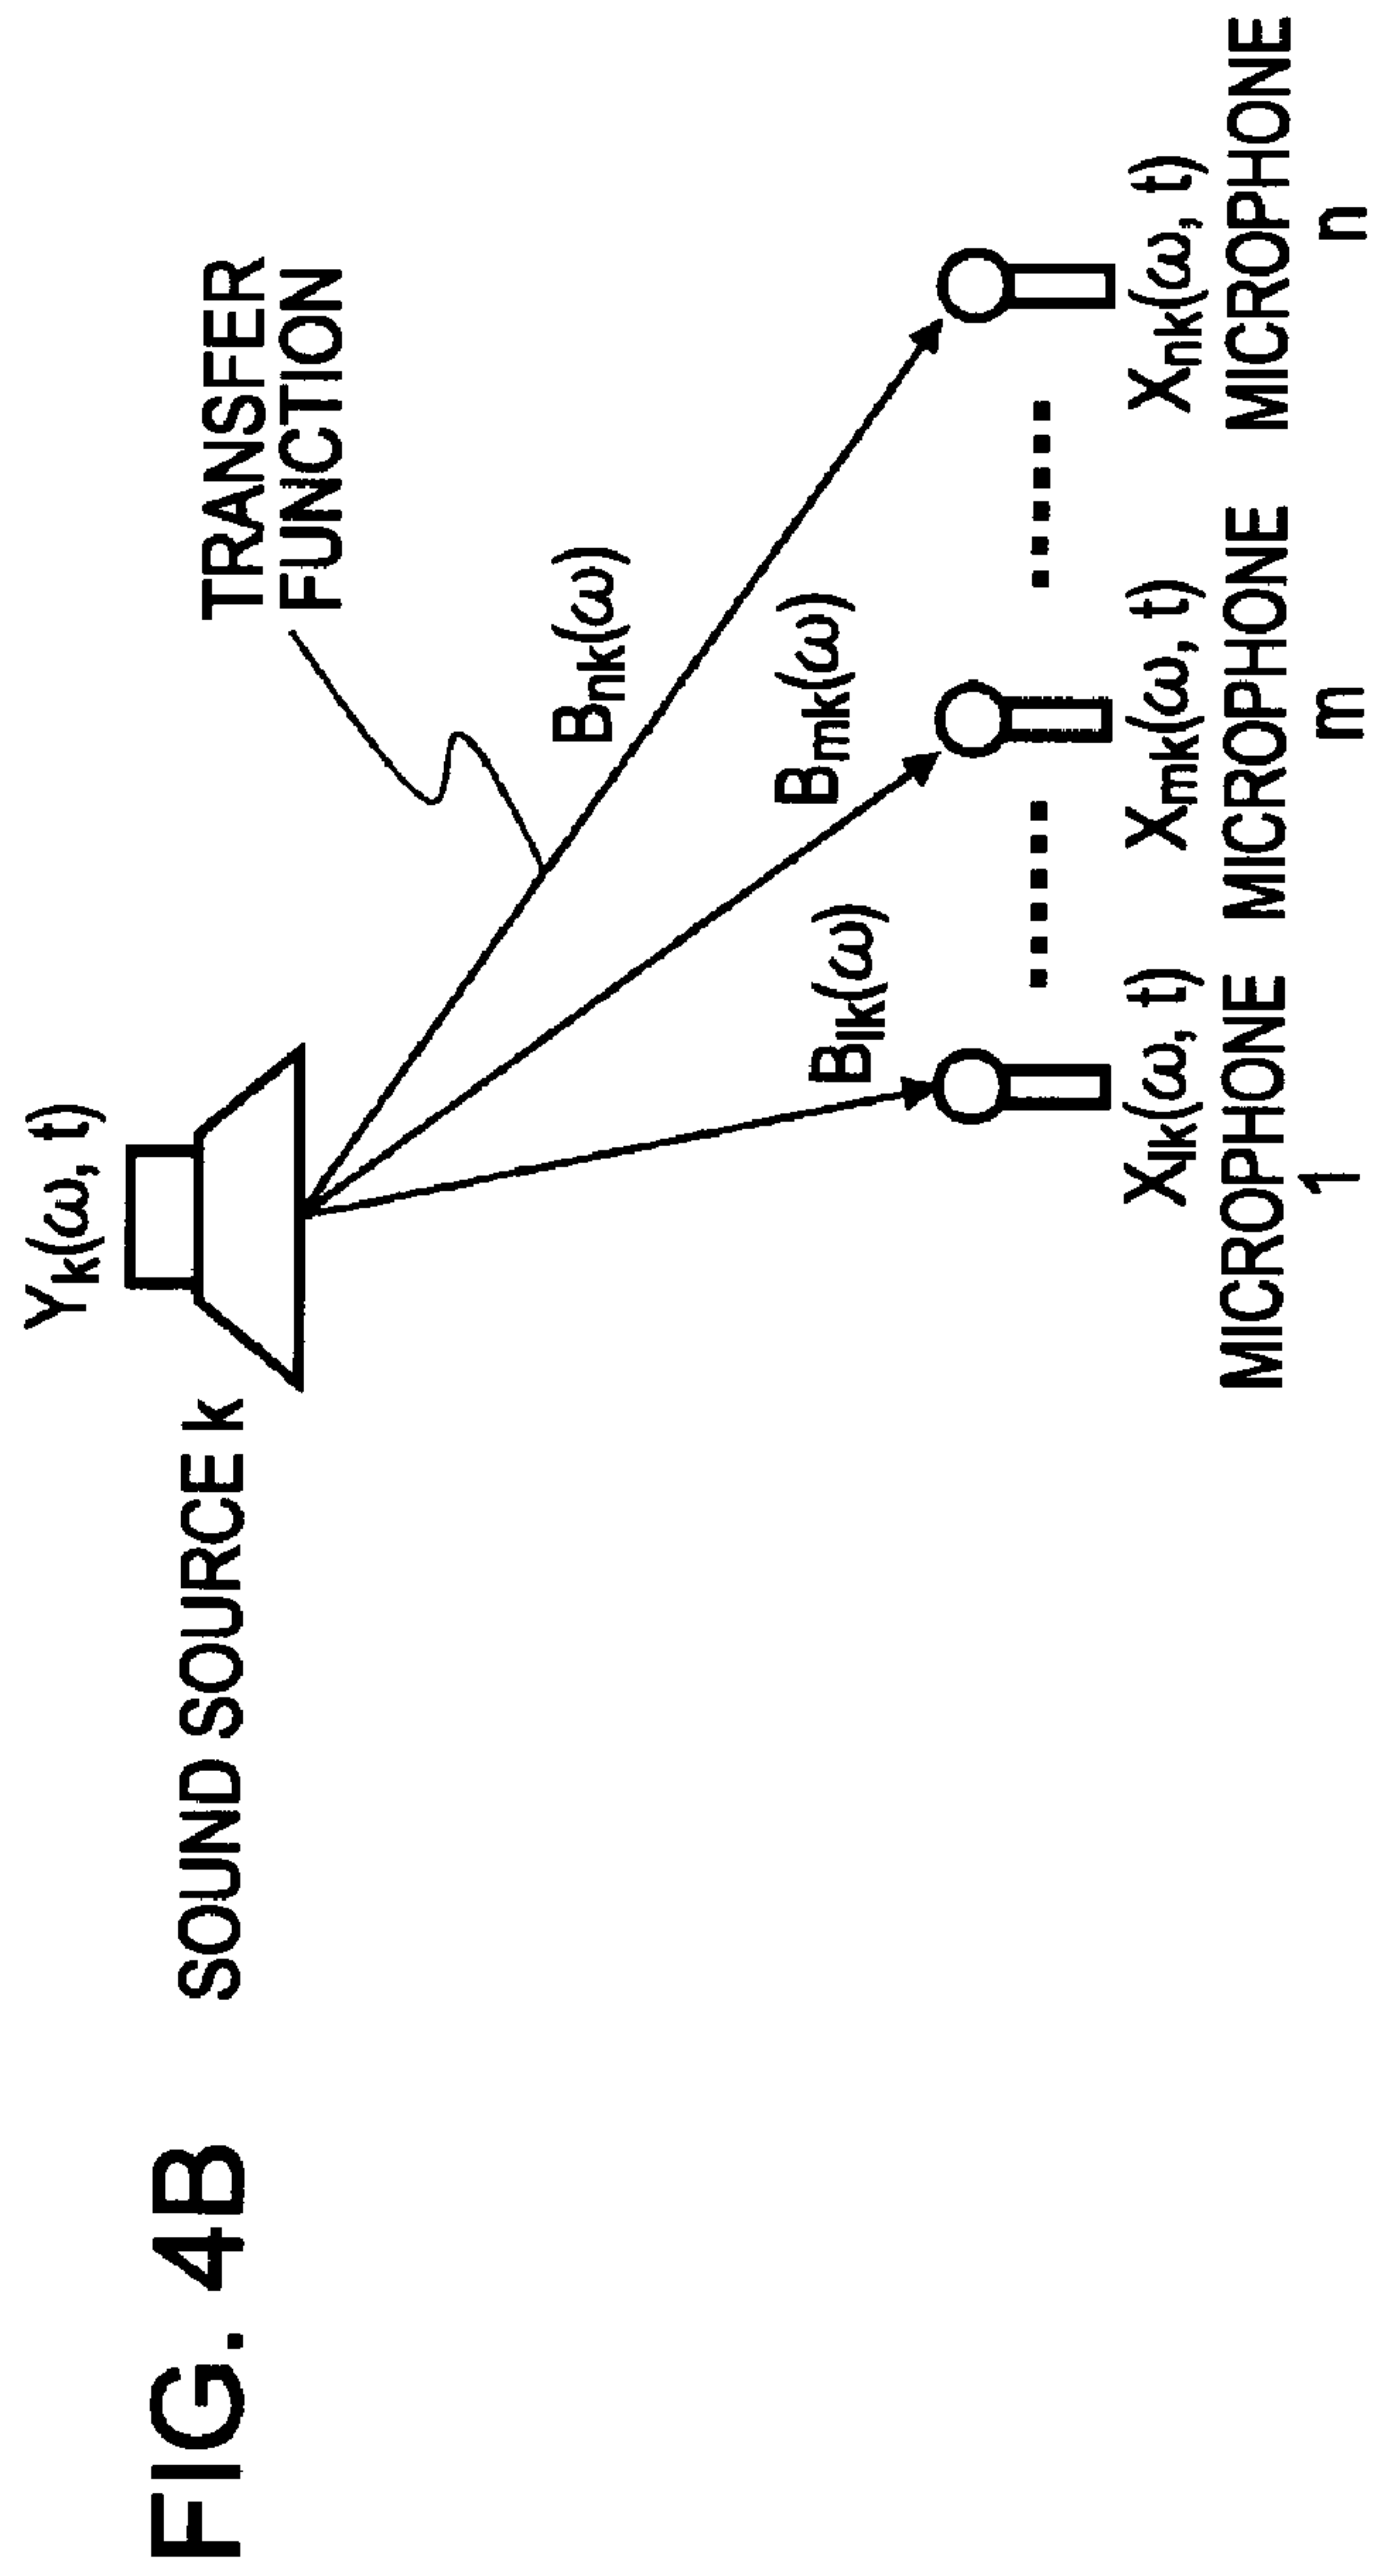 FIG. 4B
SOUND SOURCE k
Yk(ω, t)
TRANSFER
FUNCTION
Bnk(ω)
Bmk(ω)
Blk(ω)
Xlk(ω, t)
Xmk(ω, t)
Xnk(ω, t)
MICROPHONE
1
MICROPHONE
m
MICROPHONE
n